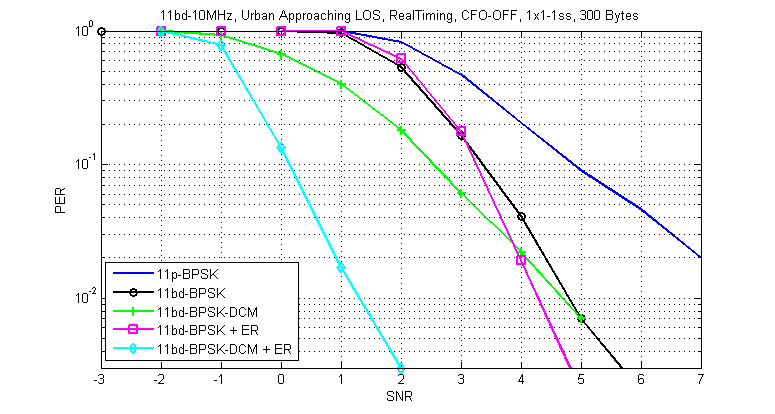 11bd-10MHz, Urban Approaching LOS, RealTiming, CFO-OFF, 1x1-1ss, 300 Bytes
10^0
10^-1
10^-2
PER
11p-BPSK
11bd-BPSK
11bd-BPSK-DCM
11bd-BPSK + ER
11bd-BPSK-DCM + ER
-3 -2 -1 0 1 2 3 4 5 6 7
SNR